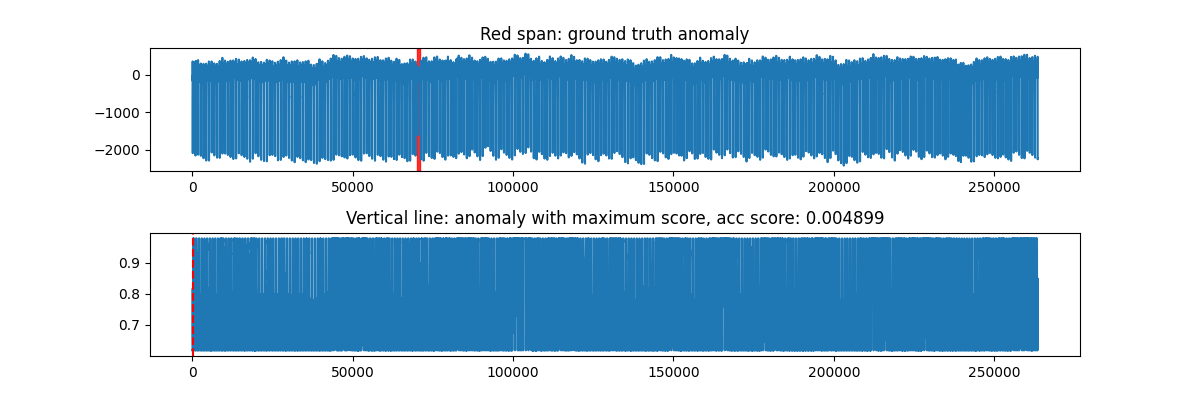 Red span: ground truth anomaly
0
−1000
−2000
0 50000 100000 150000 200000 250000
Vertical line: anomaly with maximum score, acc score: 0.004899
0.9
0.8
0.7
0 50000 100000 150000 200000 250000